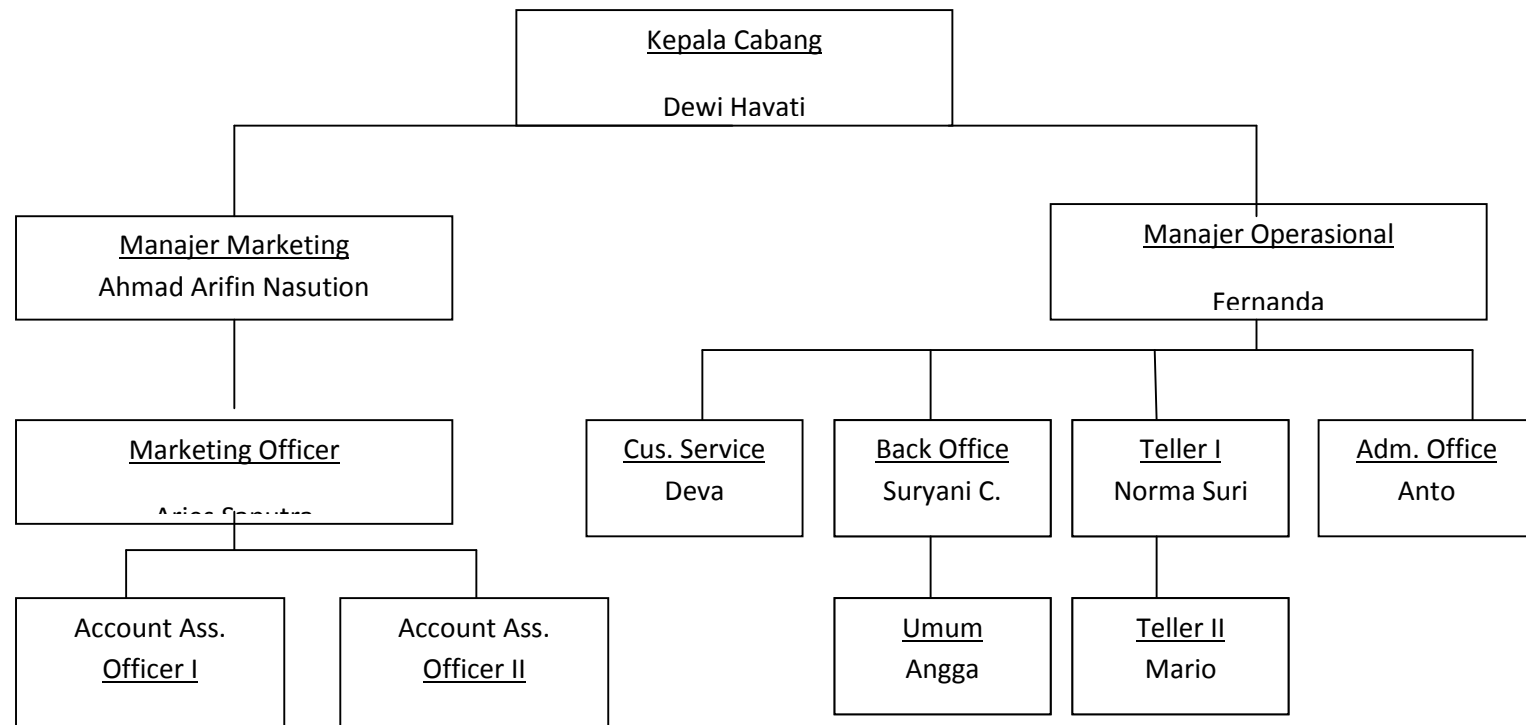 Kepala Cabang
Dewi Hayati
Manajer Marketing
Ahmad Arifin Nasution
Manajer Operasional
Fernanda
Marketing Officer
Cus. Service
Deva
Back Office
Suryani C.
Teller I
Norma Suri
Adm. Office
Anto
Account Ass.
Officer I
Account Ass.
Officer II
Umum
Angga
Teller II
Mario